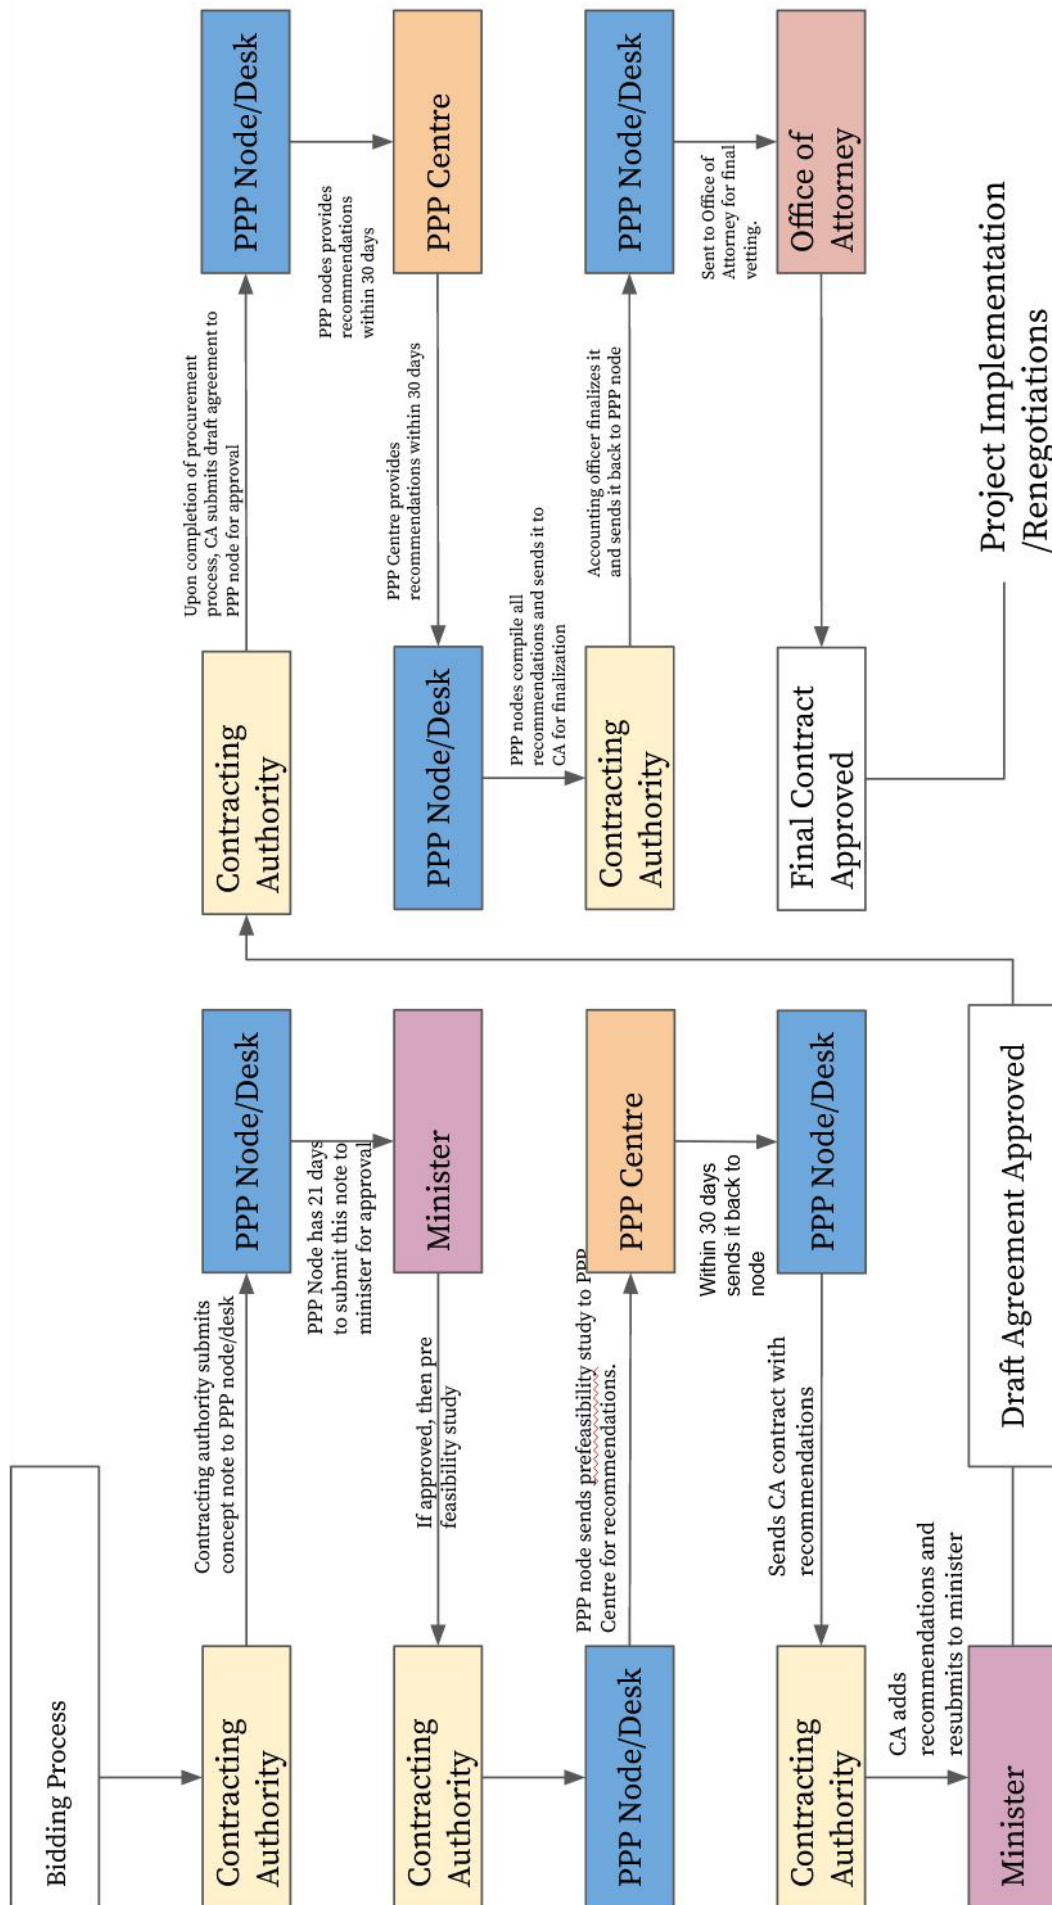 Bidding Process
Contracting
Authority
Contracting authority submits
concept note to PPP node/desk
PPP Node/Desk
PPP Node has 21 days
to submit this note to
minister for approval
Minister
If approved, then pre
feasibility study
Contracting
Authority
PPP Node/Desk
PPP node sends prefeasibility study to PPP
Centre for recommendations.
PPP Centre
Within 30 days
sends it back to
node
PPP Node/Desk
Sends CA contract with
recommendations
Contracting
Authority
CA adds
recommendations and
resubmits to minister
Minister
Draft Agreement Approved
Contracting
Authority
Upon completion of procurement
process, CA submits draft agreement to
PPP node for approval
PPP Node/Desk
PPP nodes provides
recommendations
within 30 days
PPP Centre
PPP Centre provides
recommendations within 30 days
PPP Node/Desk
PPP nodes compile all
recommendations and sends it to
CA for finalization
Contracting
Authority
Accounting officer finalizes it
and sends it back to PPP node
PPP Node/Desk
Sent to Office of
Attorney for final
vetting.
Office of
Attorney
Final Contract
Approved
Project Implementation
/Renegotiations